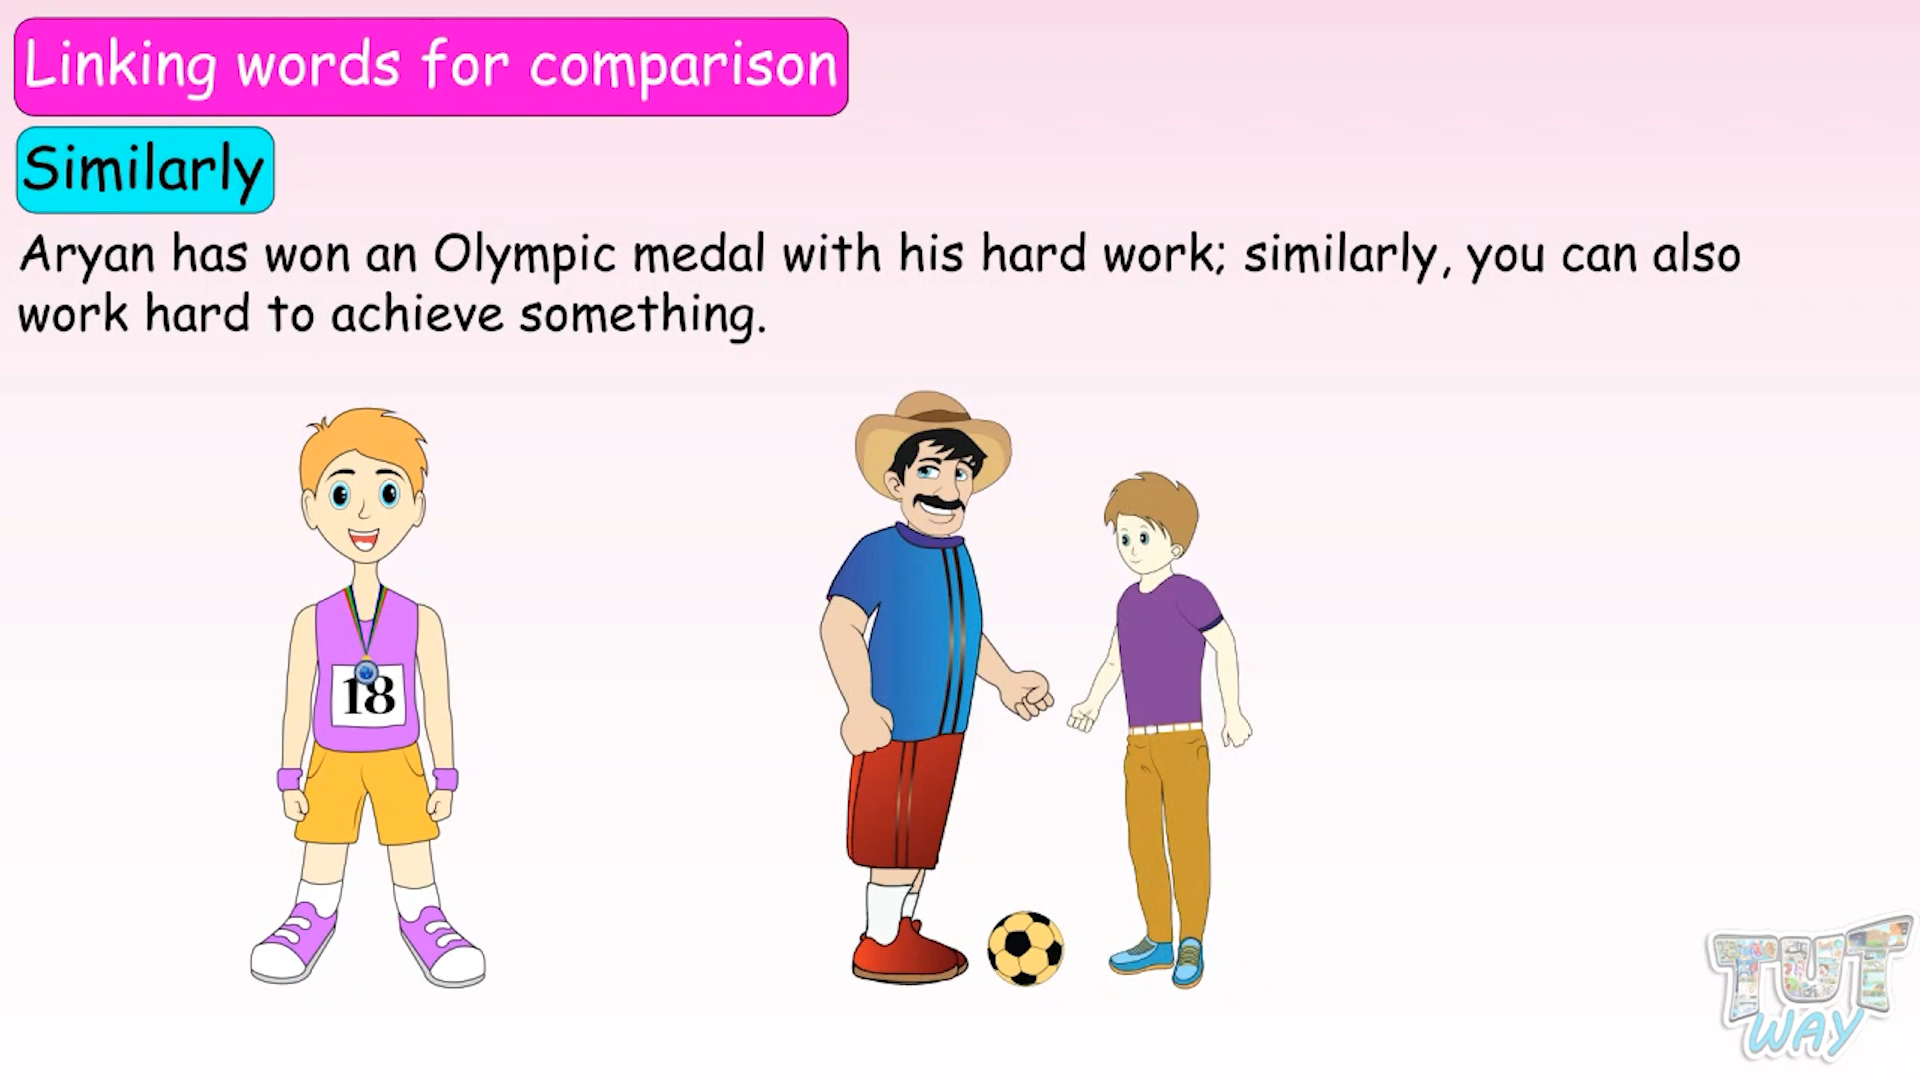 Linking words for comparison
Similarly
Aryan has won an Olympic medal with his hard work; similarly, you can also
work hard to achieve something.
18
TUT
WAY